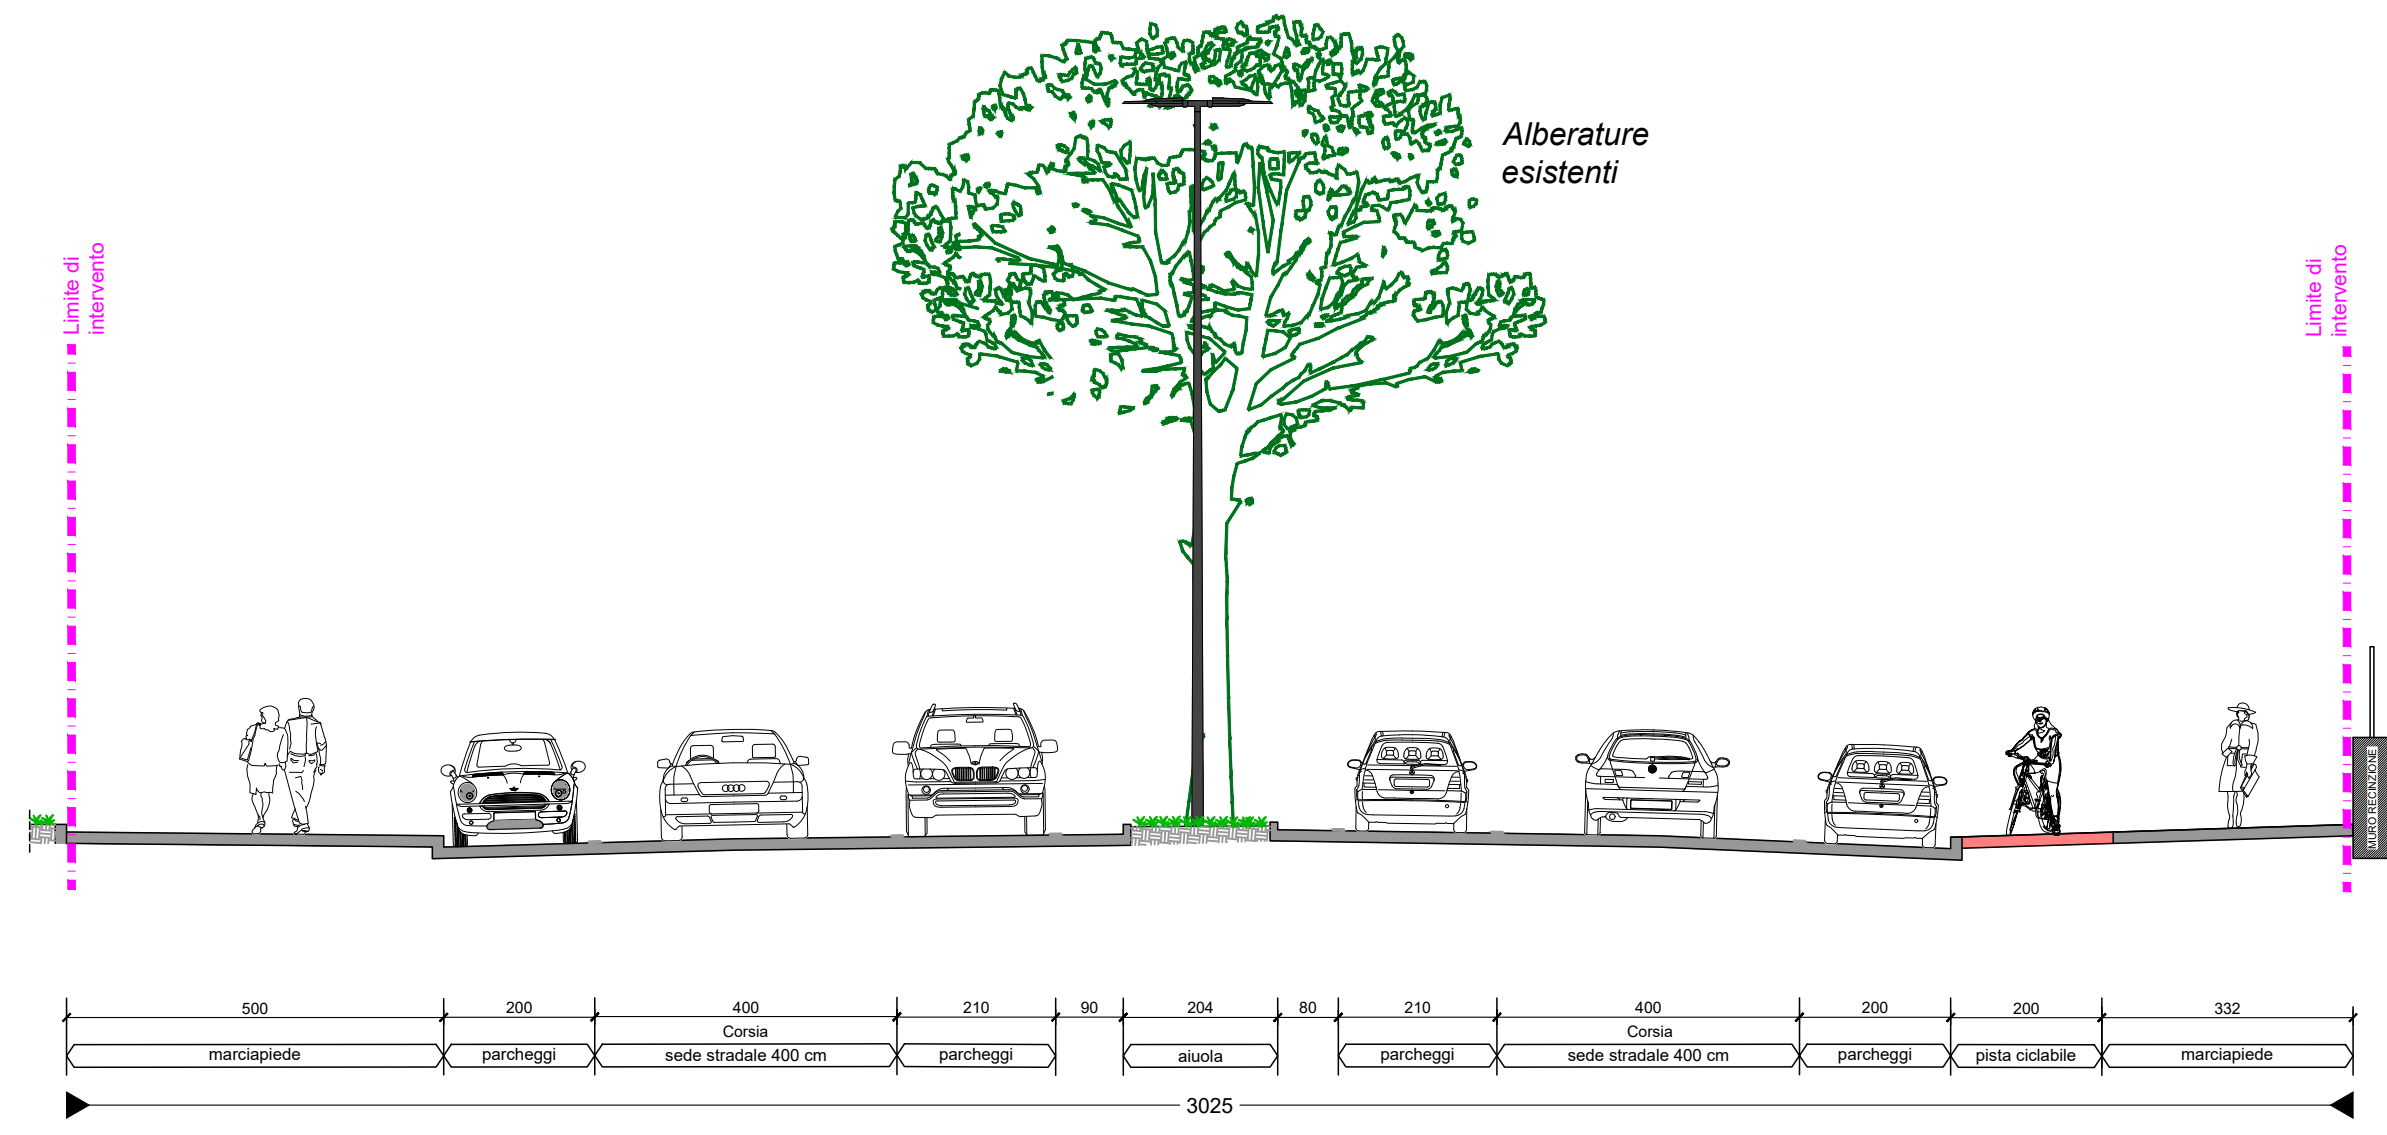 Alberature
esistenti
Limite di
intervento
Limite di
intervento
MURO RECINZIONE
500 200 400 210 90 204 80 210 400 200 200 332
Corsia Corsia
marciapiede parcheggi sede stradale 400 cm parcheggi aiuola parcheggi sede stradale 400 cm parcheggi pista ciclabile marciapiede
3025